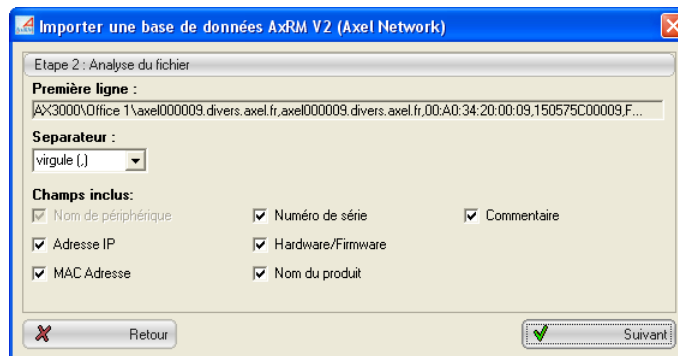 AxRM
Importer une base de données AxRM V2 (Axel Network)
Etape 2 : Analyse du fichier
Première ligne :
AX3000\Office 1\axel000009.divers.axel.fr,axel000009.divers.axel.fr,00:A0:34:20:00:09,150575C00009,F...
Separateur :
virgule (,)
Champs inclus:
Nom de périphérique
Numéro de série
Commentaire
Adresse IP
Hardware/Firmware
MAC Adresse
Nom du produit
Retour
Suivant